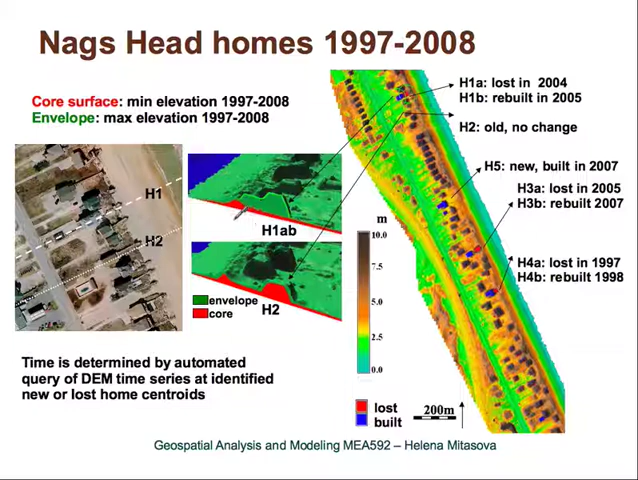 Nags Head homes 1997-2008
Core surface: min elevation 1997-2008
Envelope: max elevation 1997-2008
H1a: lost in 2004
H1b: rebuilt in 2005
H2: old, no change
H5: new, built in 2007
H3a: lost in 2005
H3b: rebuilt 2007
H4a: lost in 1997
H4b: rebuilt 1998
H1
H2
H1ab
H2
envelope
core
m
10.0
7.5
5.0
2.5
0.0
lost
built
200m
Time is determined by automated
query of DEM time series at identified
new or lost home centroids
Geospatial Analysis and Modeling MEA592 – Helena Mitasova